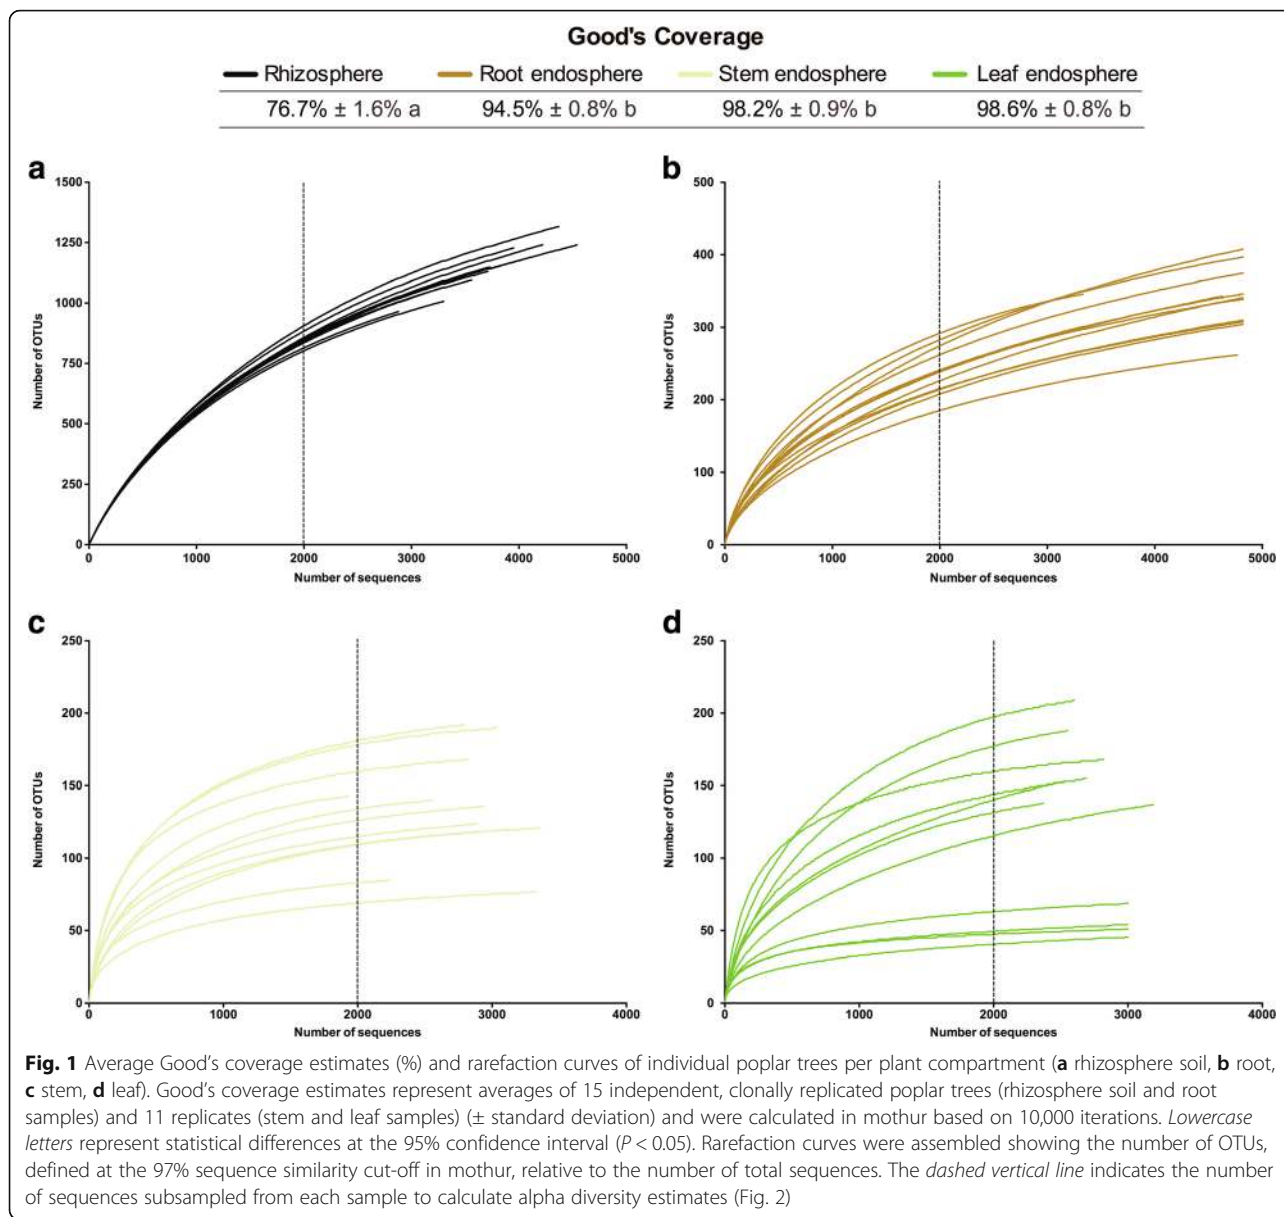 Good's Coverage
Rhizosphere Root endosphere Stem endosphere Leaf endosphere
76.7% ± 1.6% a 94.5% ± 0.8% b 98.2% ± 0.9% b 98.6% ± 0.8% b
a
1500
1250
1000
750
500
250
0
Number of OTUs
0 1000 2000 3000 4000 5000
Number of sequences
b
500
400
300
200
100
0
Number of OTUs
0 1000 2000 3000 4000 5000
Number of sequences
c
250
200
150
100
50
0
Number of OTUs
0 1000 2000 3000 4000
Number of sequences
d
250
200
150
100
50
0
Number of OTUs
0 1000 2000 3000 4000
Number of sequences
Fig. 1 Average Good's coverage estimates (%) and rarefaction curves of individual poplar trees per plant compartment (a rhizosphere soil, b root,
c stem, d leaf). Good's coverage estimates represent averages of 15 independent, clonally replicated poplar trees (rhizosphere soil and root
samples) and 11 replicates (stem and leaf samples) (± standard deviation) and were calculated in mothur based on 10,000 iterations. Lowercase
letters represent statistical differences at the 95% confidence interval (P < 0.05). Rarefaction curves were assembled showing the number of OTUs,
defined at the 97% sequence similarity cut-off in mothur, relative to the number of total sequences. The dashed vertical line indicates the number
of sequences subsampled from each sample to calculate alpha diversity estimates (Fig. 2)